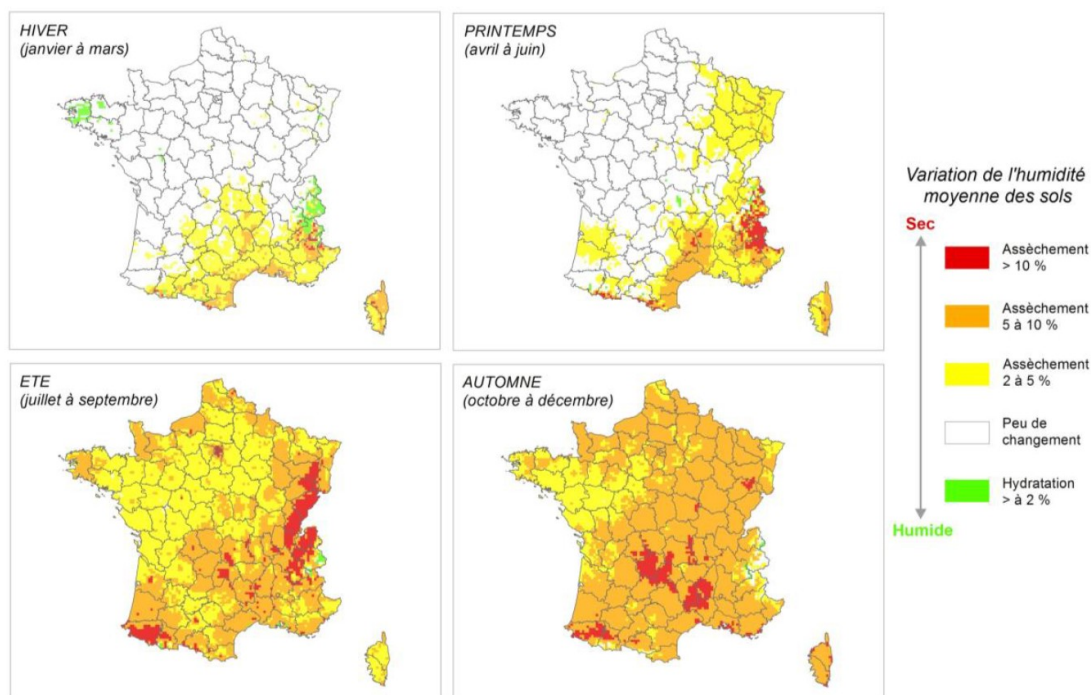 HIVER
(janvier à mars)
PRINTEMPS
(avril à juin)
ETE
(juillet à septembre)
AUTOMNE
(octobre à décembre)
Variation de l'humidité
moyenne des sols
Sec
Assèchement
> 10 %
Assèchement
5 à 10 %
Assèchement
2 à 5 %
Peu de
changement
Hydratation
> à 2 %
Humide